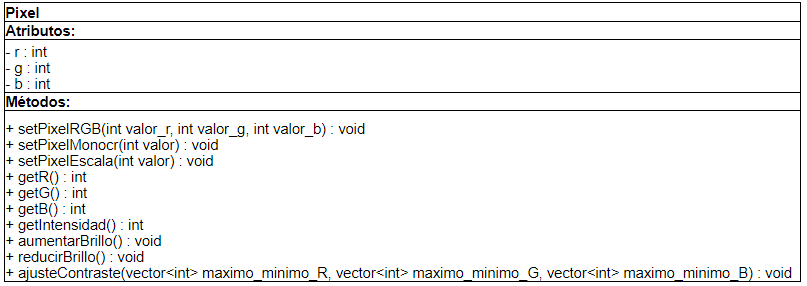 Pixel
Atributos:
- r : int
- g : int
- b : int
Métodos:
+ setPixelRGB(int valor_r, int valor_g, int valor_b) : void
+ setPixelMonocr(int valor) : void
+ setPixelEscala(int valor) : void
+ getR() : int
+ getG() : int
+ getB() : int
+ getIntensidad() : int
+ aumentarBrillo() : void
+ reducirBrillo() : void
+ ajusteContraste(vector<int> maximo_minimo_R, vector<int> maximo_minimo_G, vector<int> maximo_minimo_B) : void